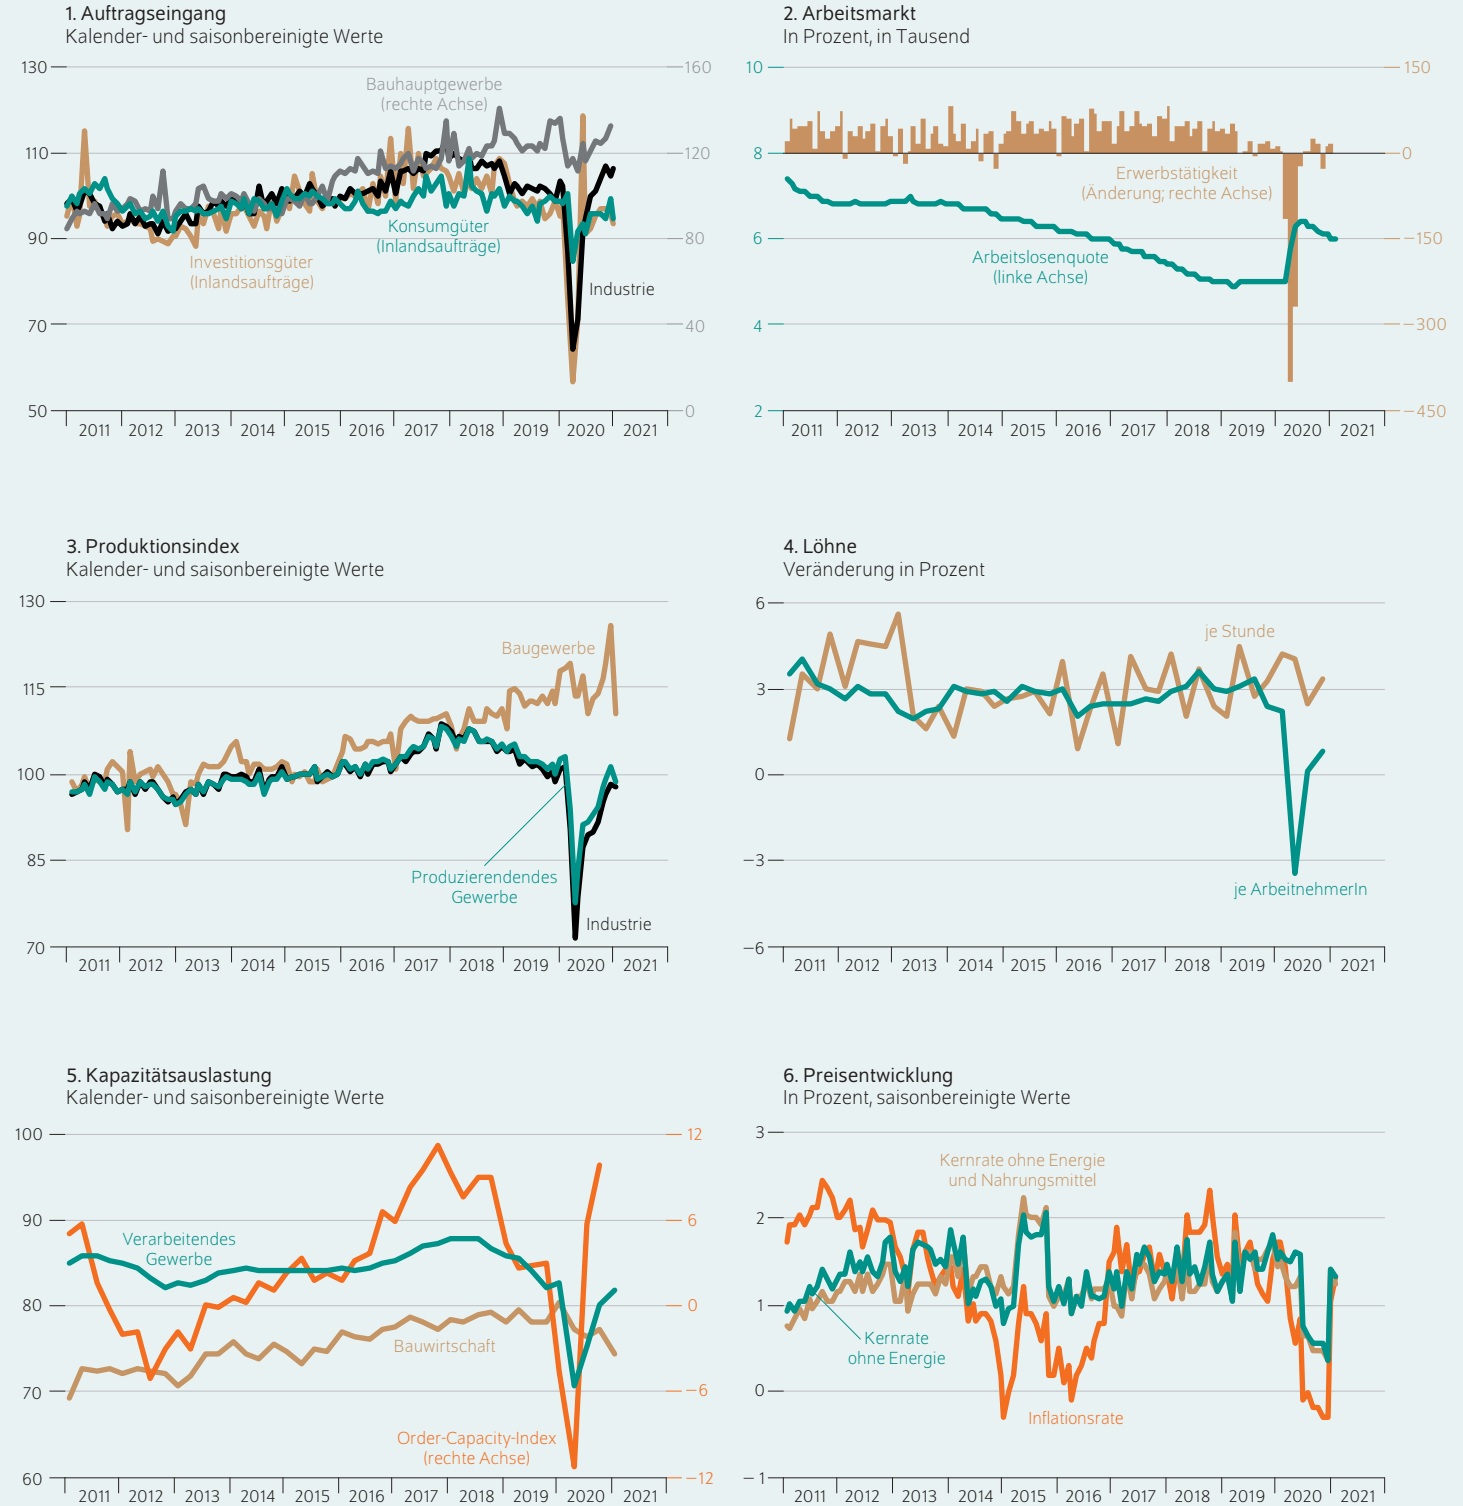 1. Auftragseingang
Kalender- und saisonbereinigte Werte
130
110
90
70
50
160
120
80
40
0
Bauhauptgewerbe
(rechte Achse)
Konsumgüter
(Inlandsaufträge)
Investitionsgüter
(Inlandsaufträge)
Industrie
2011 2012 2013 2014 2015 2016 2017 2018 2019 2020 2021
2. Arbeitsmarkt
In Prozent, in Tausend
10
8
6
4
2
150
0
−150
−300
−450
Erwerbstätigkeit
(Änderung; rechte Achse)
Arbeitslosenquote
(linke Achse)
2011 2012 2013 2014 2015 2016 2017 2018 2019 2020 2021
3. Produktionsindex
Kalender- und saisonbereinigte Werte
130
115
100
85
70
Baugewerbe
Produzierendendes
Gewerbe
Industrie
2011 2012 2013 2014 2015 2016 2017 2018 2019 2020 2021
4. Löhne
Veränderung in Prozent
6
3
0
−3
−6
je Stunde
je ArbeitnehmerIn
2011 2012 2013 2014 2015 2016 2017 2018 2019 2020 2021
5. Kapazitätsauslastung
Kalender- und saisonbereinigte Werte
100
90
80
70
60
12
6
0
−6
−12
Verarbeitendes
Gewerbe
Bauwirtschaft
Order-Capacity-Index
(rechte Achse)
2011 2012 2013 2014 2015 2016 2017 2018 2019 2020 2021
6. Preisentwicklung
In Prozent, saisonbereinigte Werte
3
2
1
0
−1
Kernrate ohne Energie
und Nahrungsmittel
Kernrate
ohne Energie
Inflationsrate
2011 2012 2013 2014 2015 2016 2017 2018 2019 2020 2021